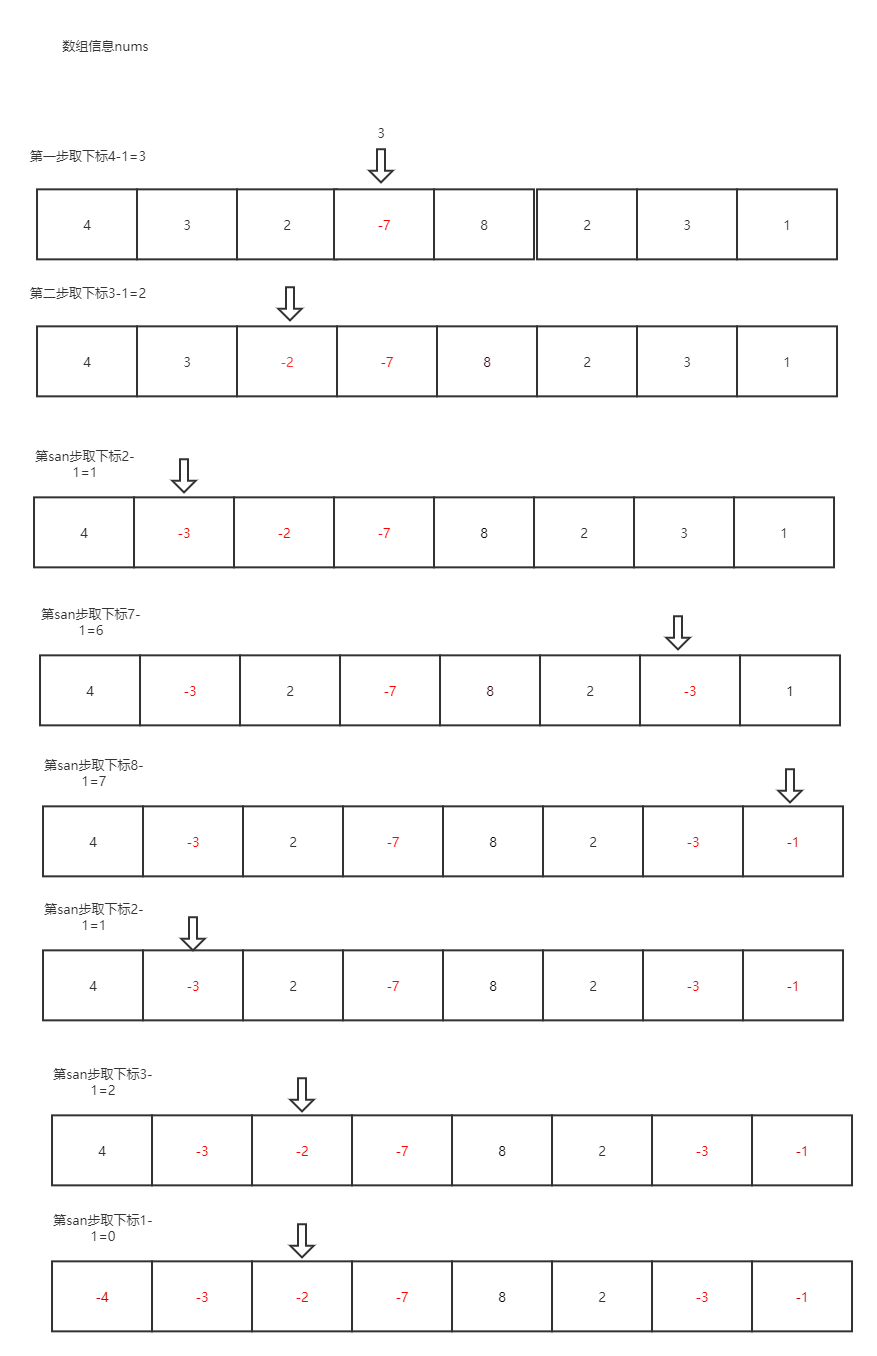 数组信息nums
3
第一步取下标4-1=3
4 3 2 -7 8 2 3 1
第二步取下标3-1=2
4 3 -2 -7 8 2 3 1
第san步取下标2-
1=1
4 -3 -2 -7 8 2 3 1
第san步取下标7-
1=6
4 -3 2 -7 8 2 -3 1
第san步取下标8-
1=7
4 -3 2 -7 8 2 -3 -1
第san步取下标2-
1=1
4 -3 2 -7 8 2 -3 -1
第san步取下标3-
1=2
4 -3 -2 -7 8 2 -3 -1
第san步取下标1-
1=0
-4 -3 -2 -7 8 2 -3 -1